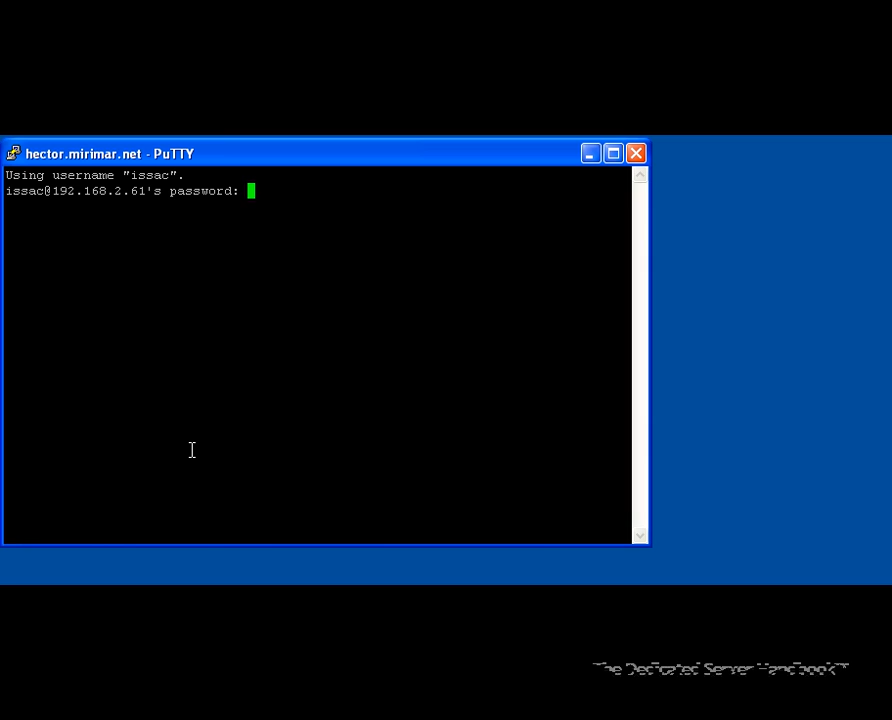 hector.mirimar.net - PuTTY
Using username "issac".
issac@192.168.2.61's password:
The Dedicated Server Handbook™